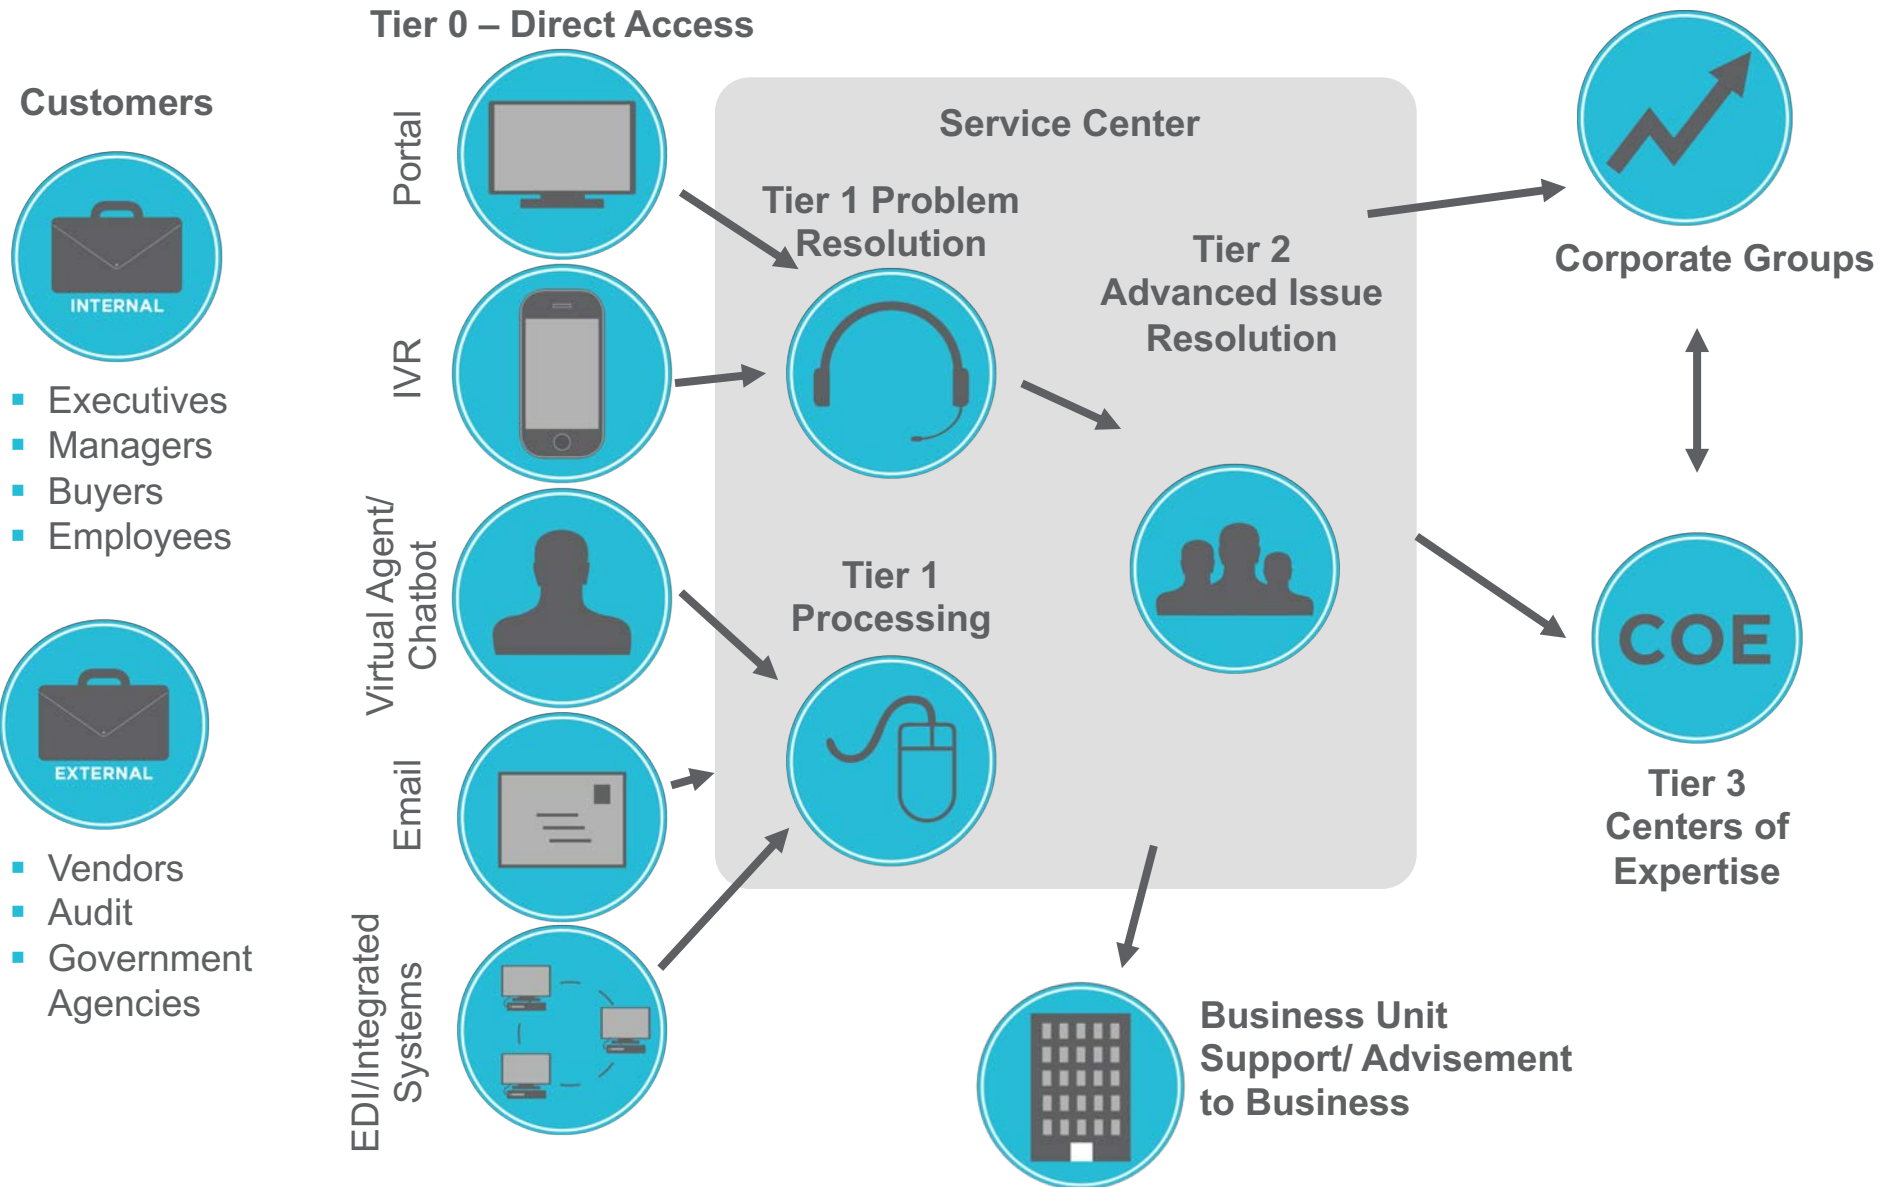 Tier 0 – Direct Access
Customers
INTERNAL
▪ Executives
▪ Managers
▪ Buyers
▪ Employees
EXTERNAL
▪ Vendors
▪ Audit
▪ Government
Agencies
Portal
IVR
Virtual Agent/
Chatbot
Email
EDI/Integrated
Systems
Service Center
Tier 1 Problem
Resolution
Tier 1
Processing
Tier 2
Advanced Issue
Resolution
Corporate Groups
COE
Tier 3
Centers of
Expertise
Business Unit
Support/ Advisement
to Business